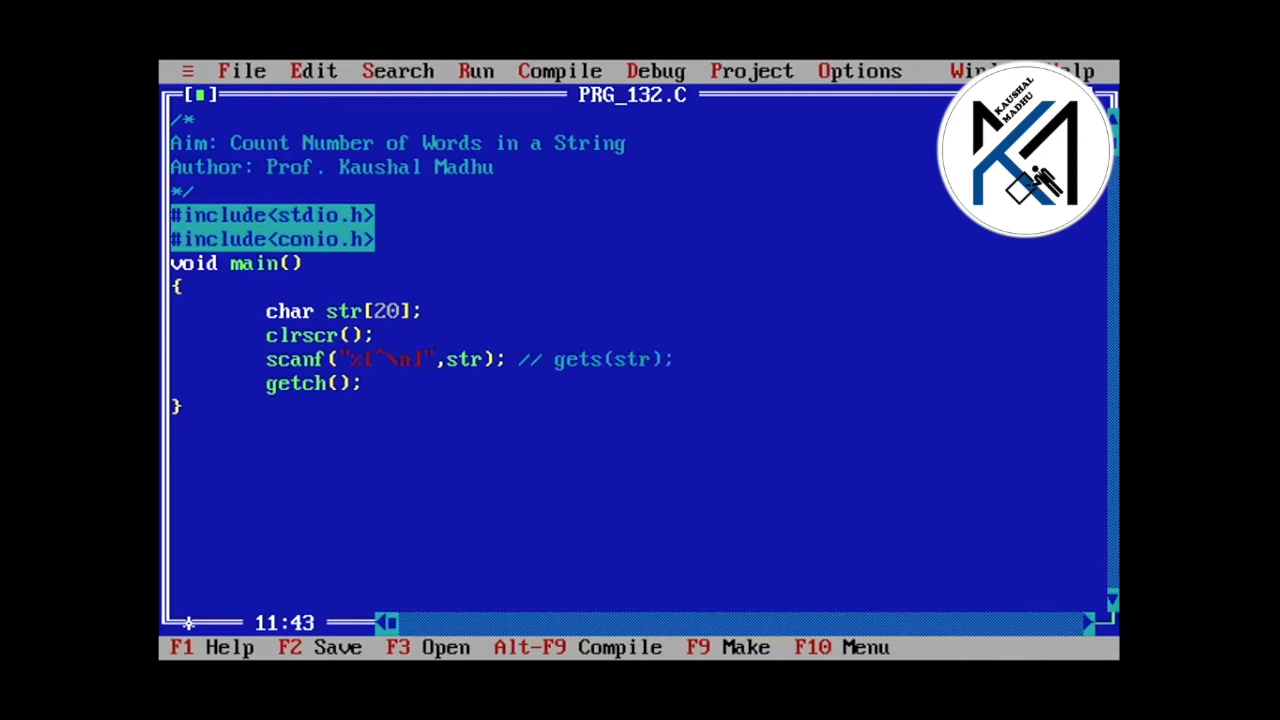 ≡ File Edit Search Run Compile Debug Project Options
KAUSHAL
MADHU
[■] PRG_132.C
/*
Aim: Count Number of Words in a String
Author: Prof. Kaushal Madhu
*/
#include<stdio.h>
#include<conio.h>
void main()
{
char str[20];
clrscr();
scanf("%[^\n]",str); // gets(str);
getch();
}
11:43
F1 Help F2 Save F3 Open Alt-F9 Compile F9 Make F10 Menu